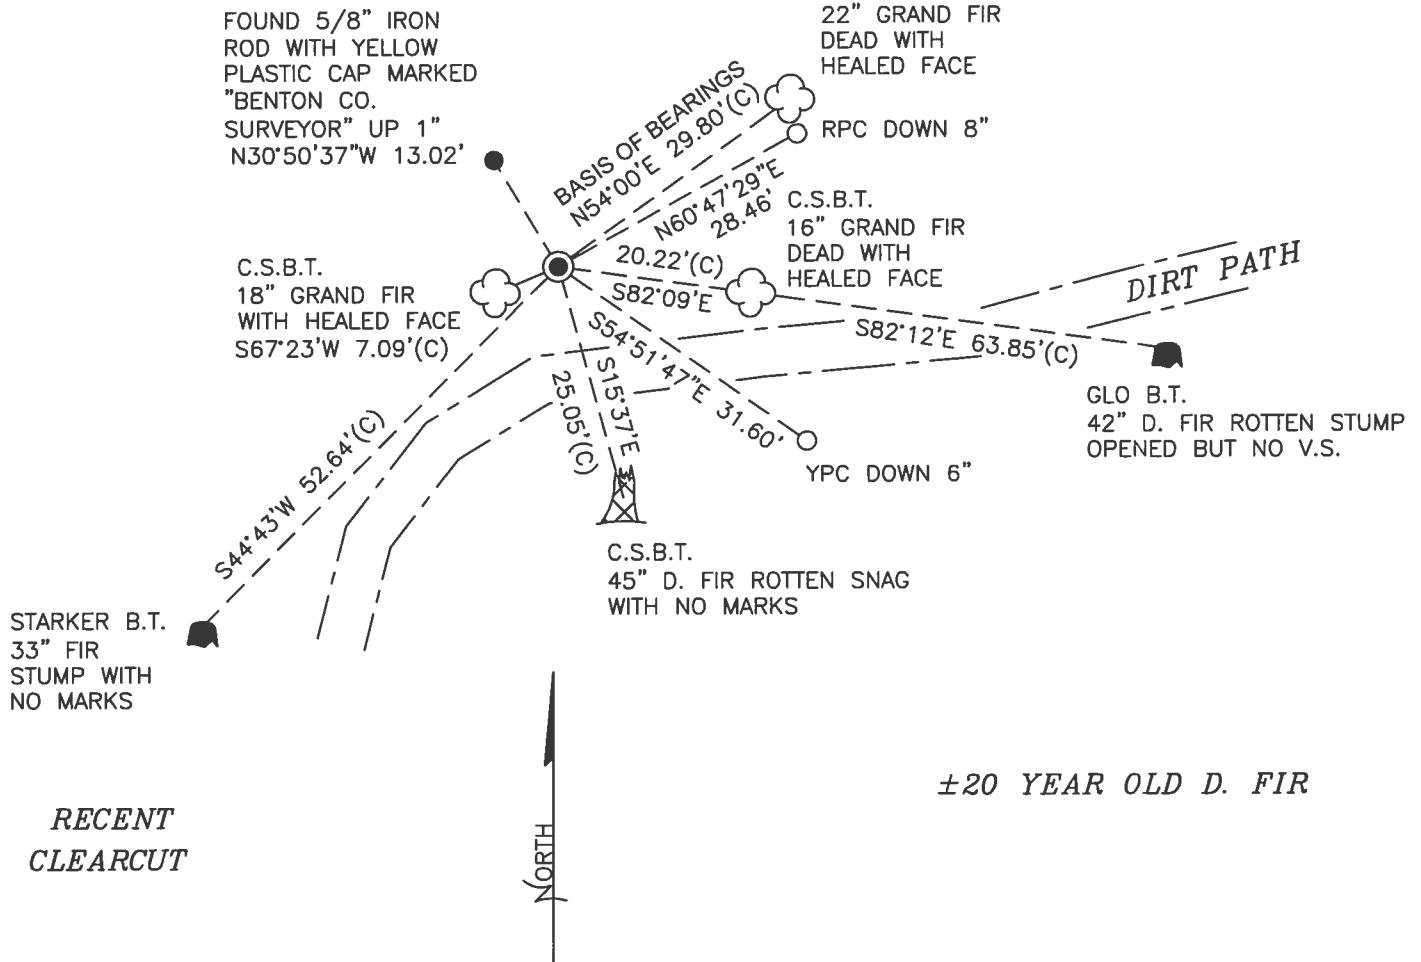 FOUND 5/8" IRON
ROD WITH YELLOW
PLASTIC CAP MARKED
"BENTON CO.
SURVEYOR" UP 1"
N30°50'37"W 13.02'
22" GRAND FIR
DEAD WITH
HEALED FACE
BASIS OF BEARINGS
N54°00'E 29.80'(C)
RPC DOWN 8"
N60°47'29"E
28.46'
C.S.B.T.
16" GRAND FIR
DEAD WITH
HEALED FACE
20.22'(C)
S82°09'E
C.S.B.T.
18" GRAND FIR
WITH HEALED FACE
S67°23'W 7.09'(C)
DIRT PATH
S82°12'E 63.85'(C)
GLO B.T.
42" D. FIR ROTTEN STUMP
OPENED BUT NO V.S.
S54°51'47"E 31.60'
YPC DOWN 6"
S15°37'E
25.05'(C)
C.S.B.T.
45" D. FIR ROTTEN SNAG
WITH NO MARKS
S44°43'W 52.64'(C)
STARKER B.T.
33" FIR
STUMP WITH
NO MARKS
RECENT
CLEARCUT
NORTH
±20 YEAR OLD D. FIR